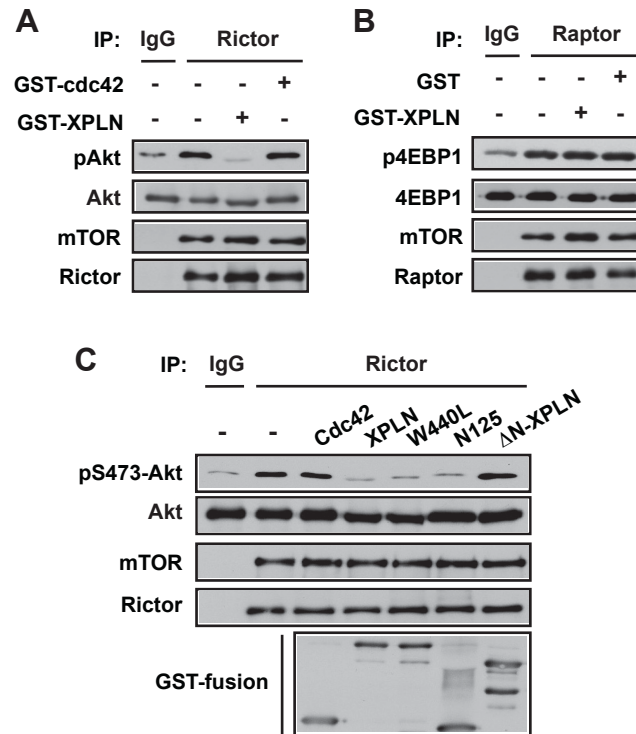 A
IP: IgG Rictor
GST-cdc42 - - - +
GST-XPLN - - + -
pAkt
Akt
mTOR
Rictor
B
IP: IgG Raptor
GST - - - +
GST-XPLN - - + -
p4EBP1
4EBP1
mTOR
Raptor
C
IP: IgG Rictor
- - Cdc42 XPLN W440L N125 ΔN-XPLN
pS473-Akt
Akt
mTOR
Rictor
GST-fusion